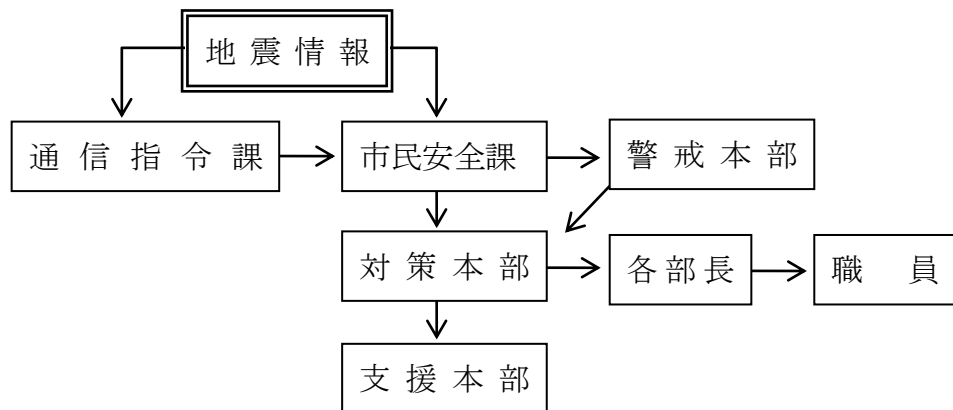 地震情報
通信指令課
市民安全課
警戒本部
対策本部
各部長
職員
支援本部